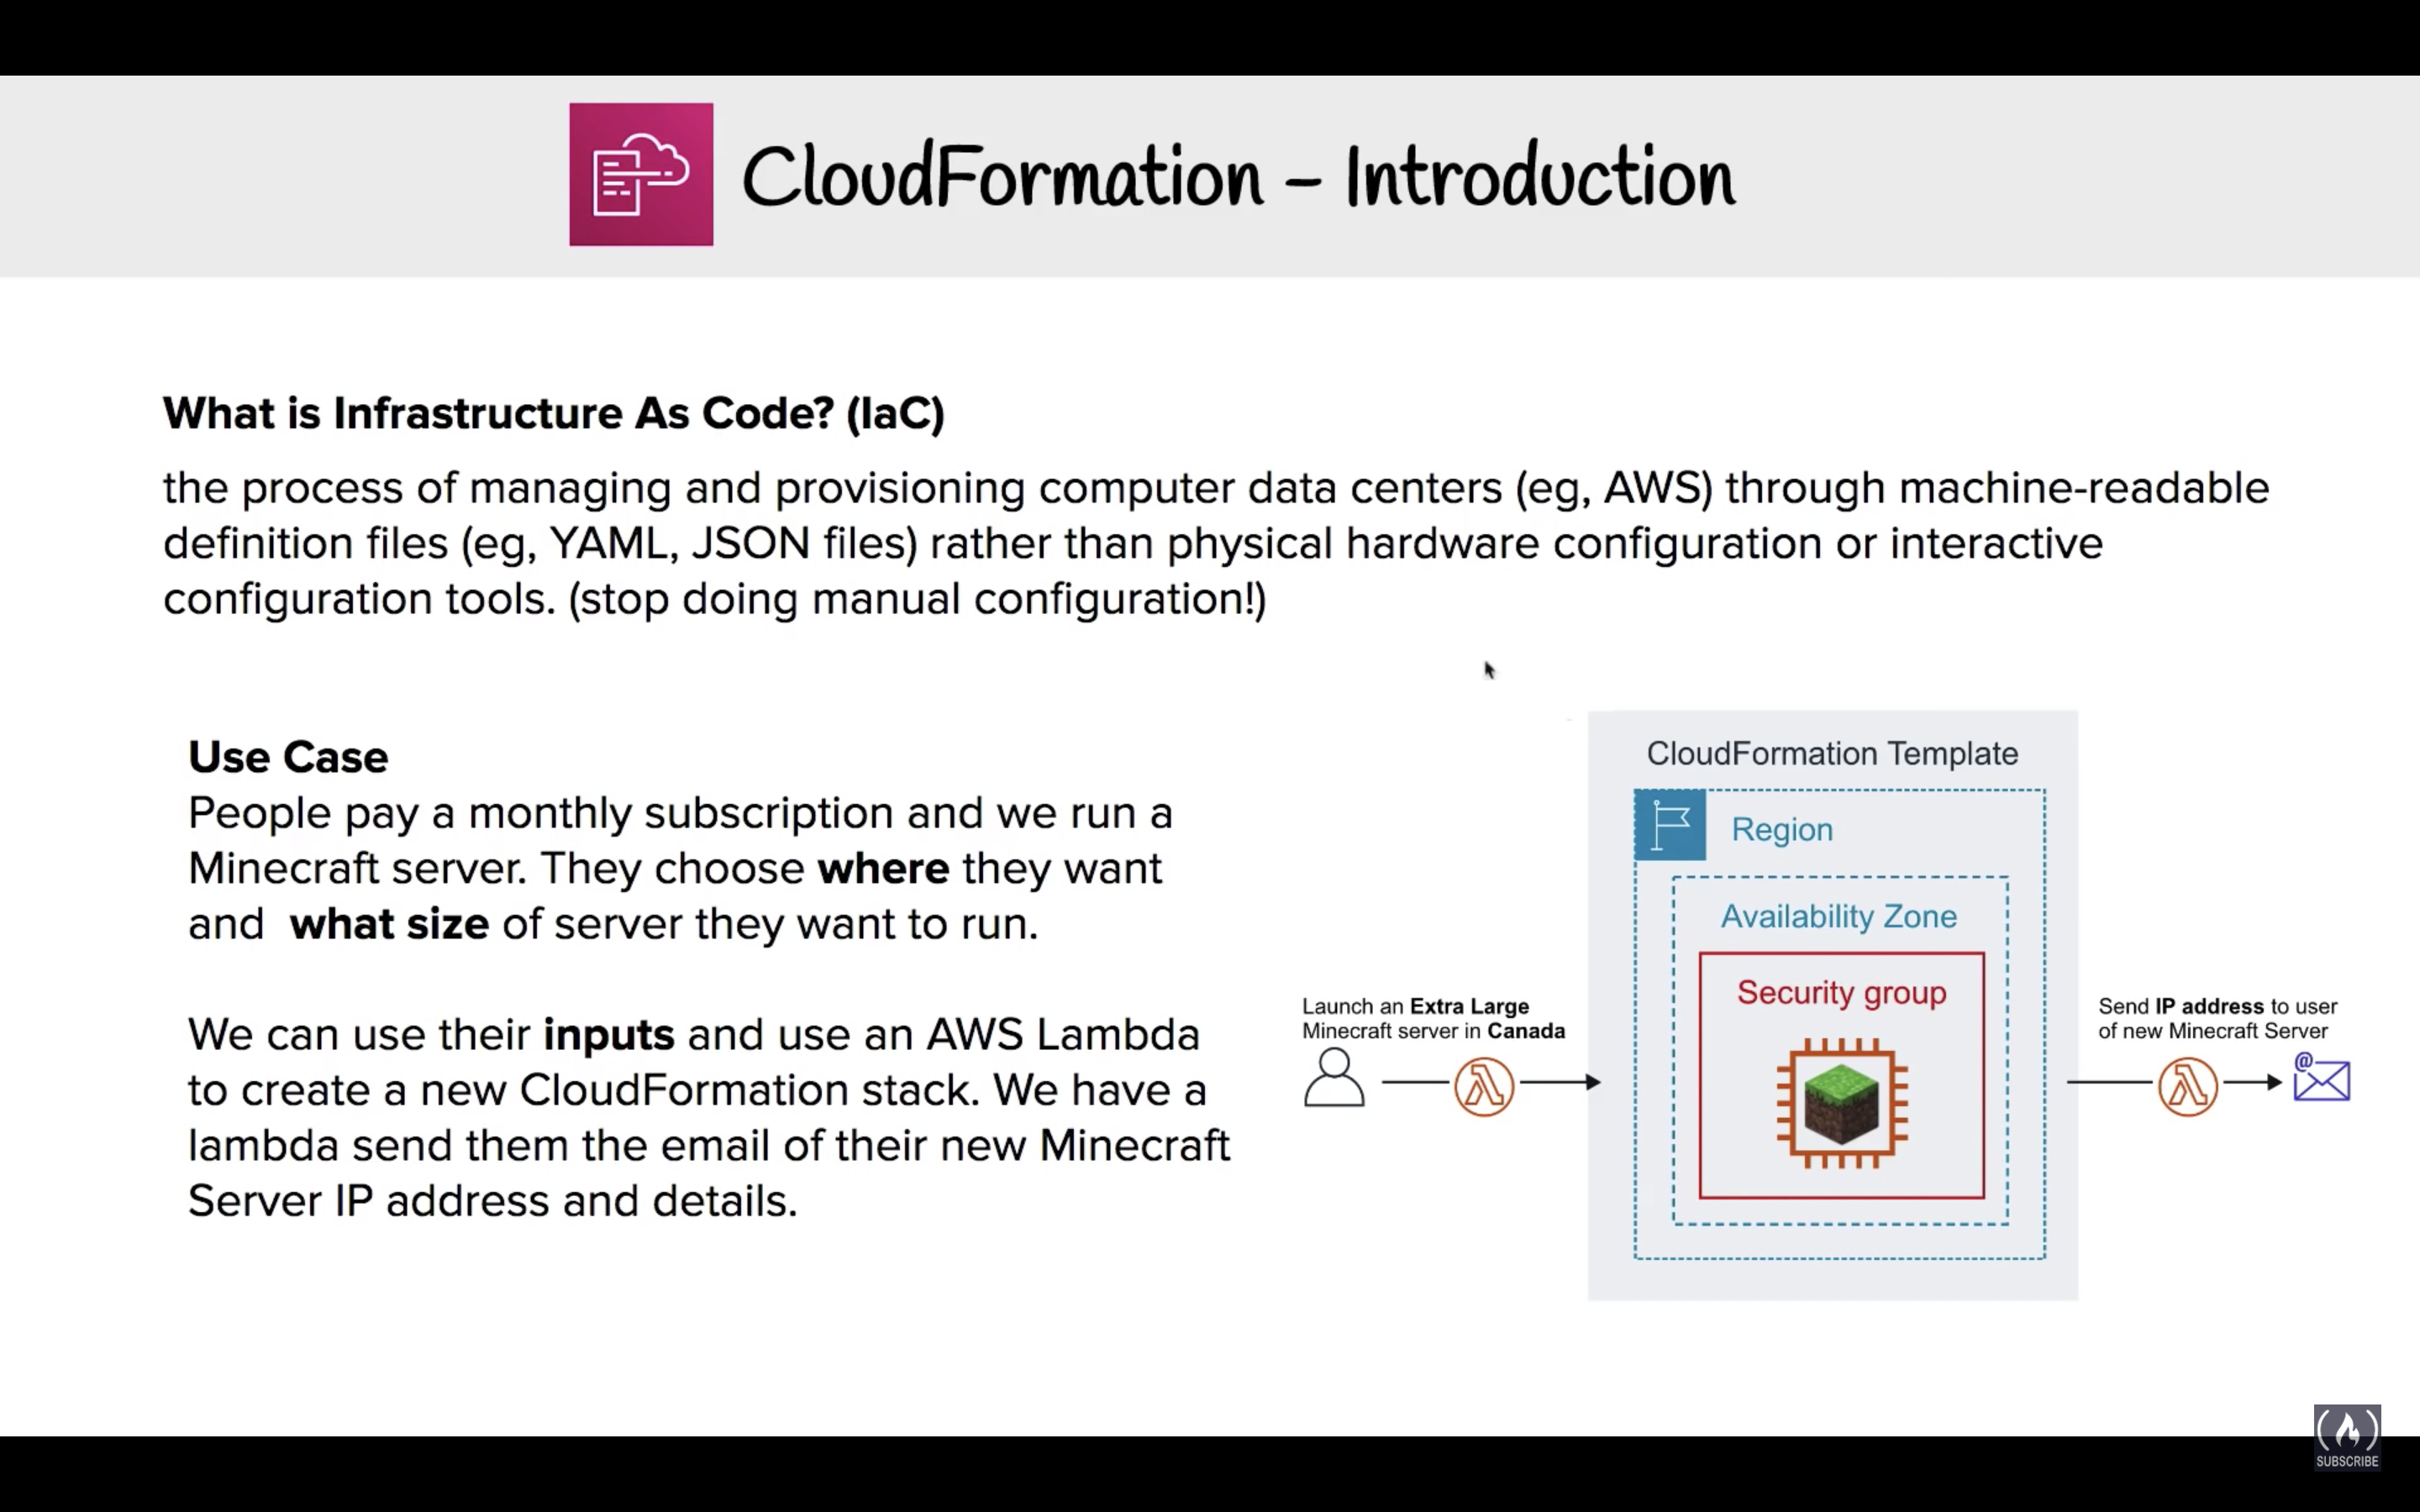 CloudFormation – Introduction
What is Infrastructure As Code? (IaC)
the process of managing and provisioning computer data centers (eg, AWS) through machine-readable
definition files (eg, YAML, JSON files) rather than physical hardware configuration or interactive
configuration tools. (stop doing manual configuration!)
Use Case
People pay a monthly subscription and we run a
Minecraft server. They choose where they want
and what size of server they want to run.
We can use their inputs and use an AWS Lambda
to create a new CloudFormation stack. We have a
lambda send them the email of their new Minecraft
Server IP address and details.
Launch an Extra Large
Minecraft server in Canada
CloudFormation Template
Region
Availability Zone
Security group
Send IP address to user
of new Minecraft Server
@
SUBSCRIBE